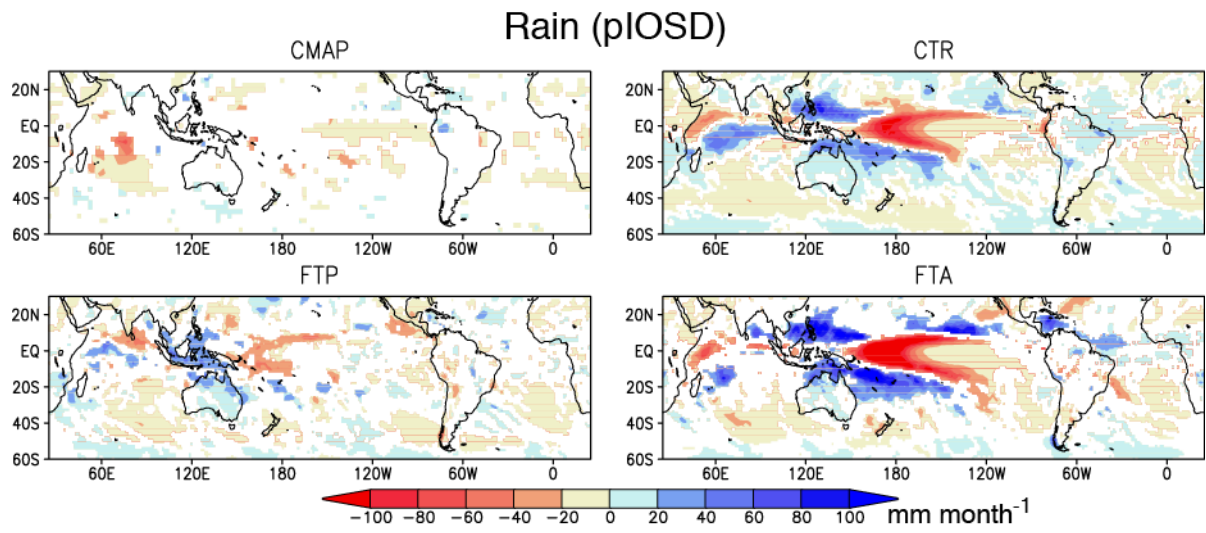 Rain (pIOSD)
CMAP
CTR
20N
EQ
20S
40S
60S
60E 120E 180 120W 60W 0
20N
EQ
20S
40S
60S
60E 120E 180 120W 60W 0
FTP
FTA
20N
EQ
20S
40S
60S
60E 120E 180 120W 60W 0
20N
EQ
20S
40S
60S
60E 120E 180 120W 60W 0
-100 -80 -60 -40 -20 0 20 40 60 80 100 mm month⁻¹